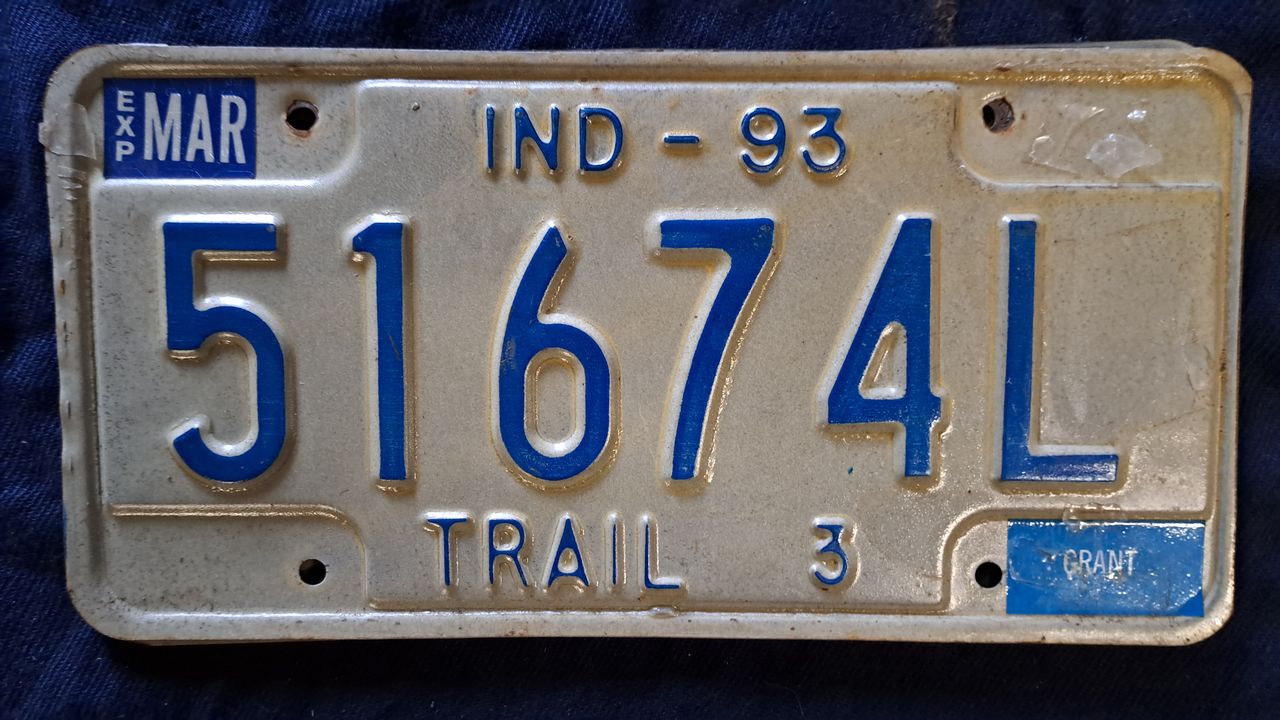 EXP MAR
IND - 93
51674L
TRAIL 3
GRANT